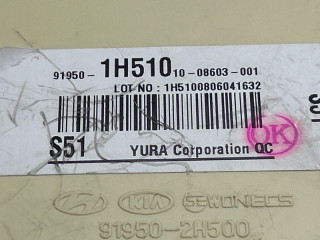 91950- 1H510 10-08603-001
LOT NO : 1H5100806041632
S51 YURA Corporation QC
OK
KIA SEWONECS
91950-2H500